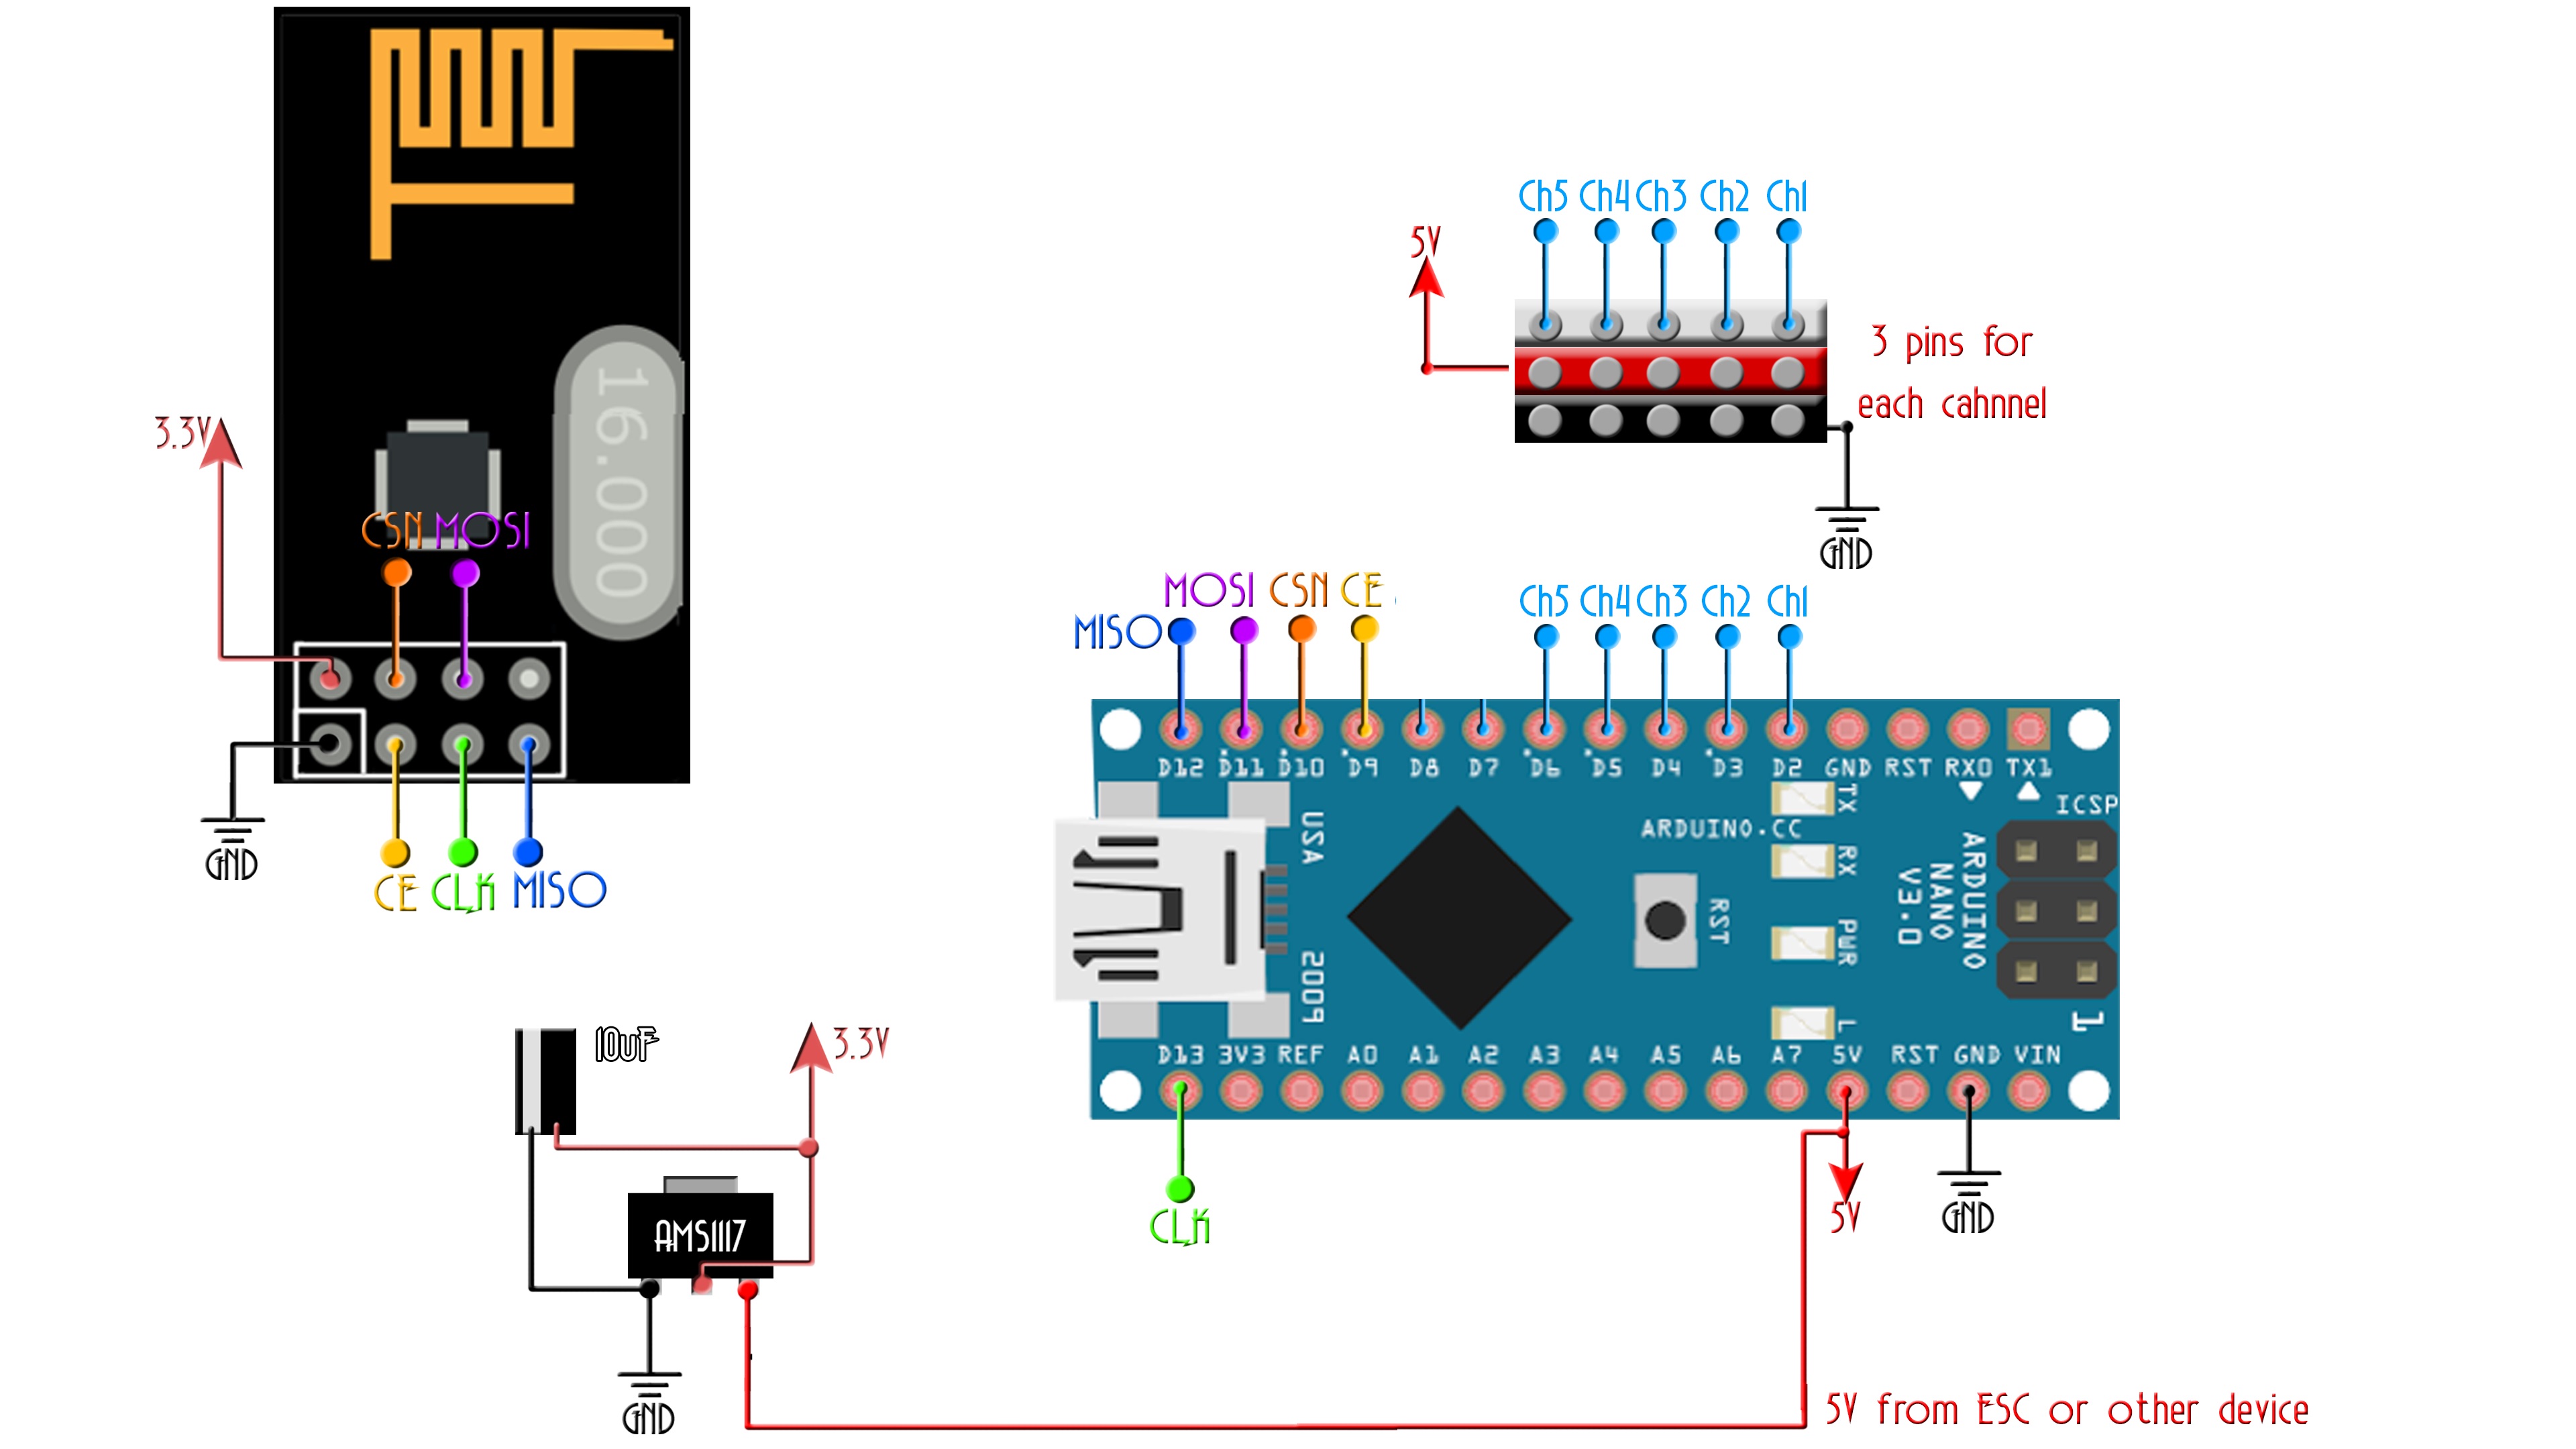 16.000
3.3V
CSN MOSI
GND
CE CLK MISO
Ch5 Ch4 Ch3 Ch2 Ch1
5V
3 pins for
each cahnnel
GND
MISO MOSI CSN CE
Ch5 Ch4 Ch3 Ch2 Ch1
D12 D11 D10 D9 D8 D7 D6 D5 D4 D3 D2 GND RST RX0 TX1
ICSP
USA
2009
ARDUINO.CC
RST
TX
RX
PWR
L
ARDUINO
NANO
V3.0
1
D13 3V3 REF A0 A1 A2 A3 A4 A5 A6 A7 5V RST GND VIN
CLK
5V
GND
10uF
3.3V
AMS1117
GND
5V from ESC or other device